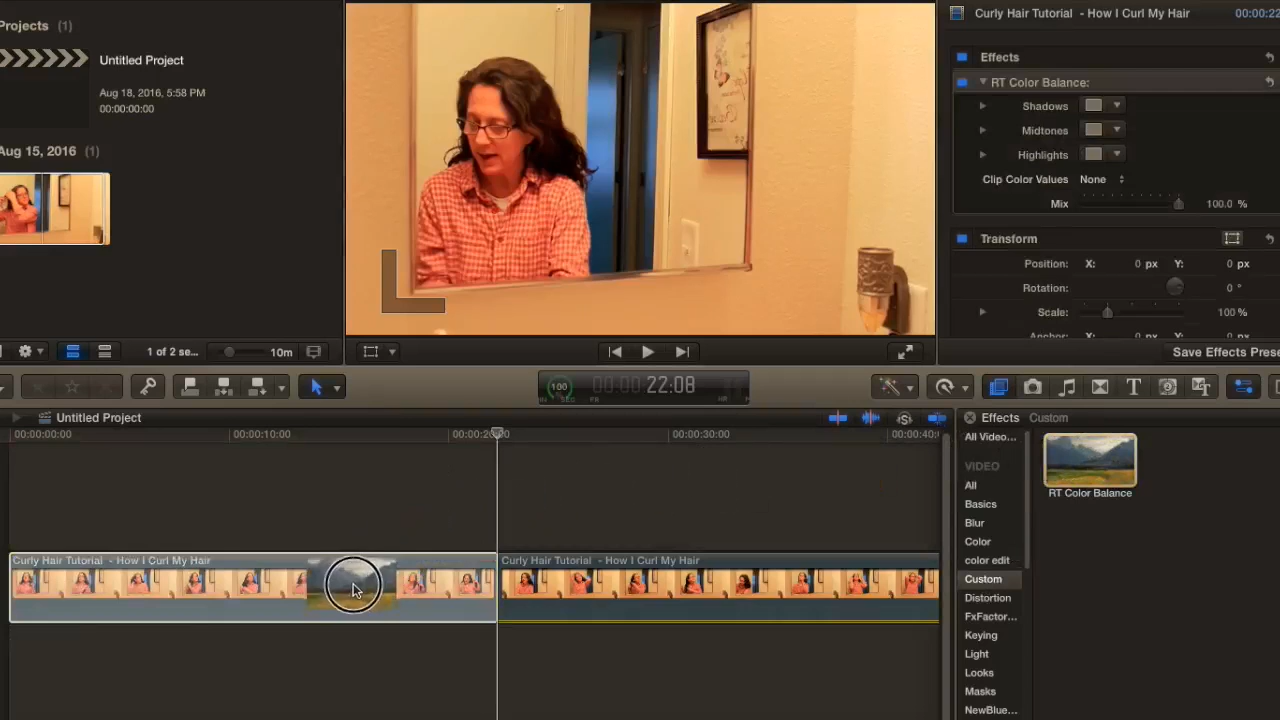 Projects (1)
Untitled Project
Aug 18, 2016, 5:58 PM
00:00:00:00
Aug 15, 2016 (1)
1 of 2 se...
10m
Curly Hair Tutorial - How I Curl My Hair
00:00:22
Effects
RT Color Balance:
Shadows
Midtones
Highlights
Clip Color Values None
Mix 100.0 %
Transform
Position: X: 0 px Y: 0 px
Rotation: 0 °
Scale: 100 %
Save Effects Prese
100
22:08
Untitled Project
00:00:00:00
00:00:10:00
00:00:30:00
Curly Hair Tutorial - How I Curl My Hair
Curly Hair Tutorial - How I Curl My Hair
Effects Custom
All Video...
VIDEO
All
Basics
Blur
Color
color edit
Custom
Distortion
FxFactor...
Keying
Light
Looks
Masks
NewBlue...
RT Color Balance